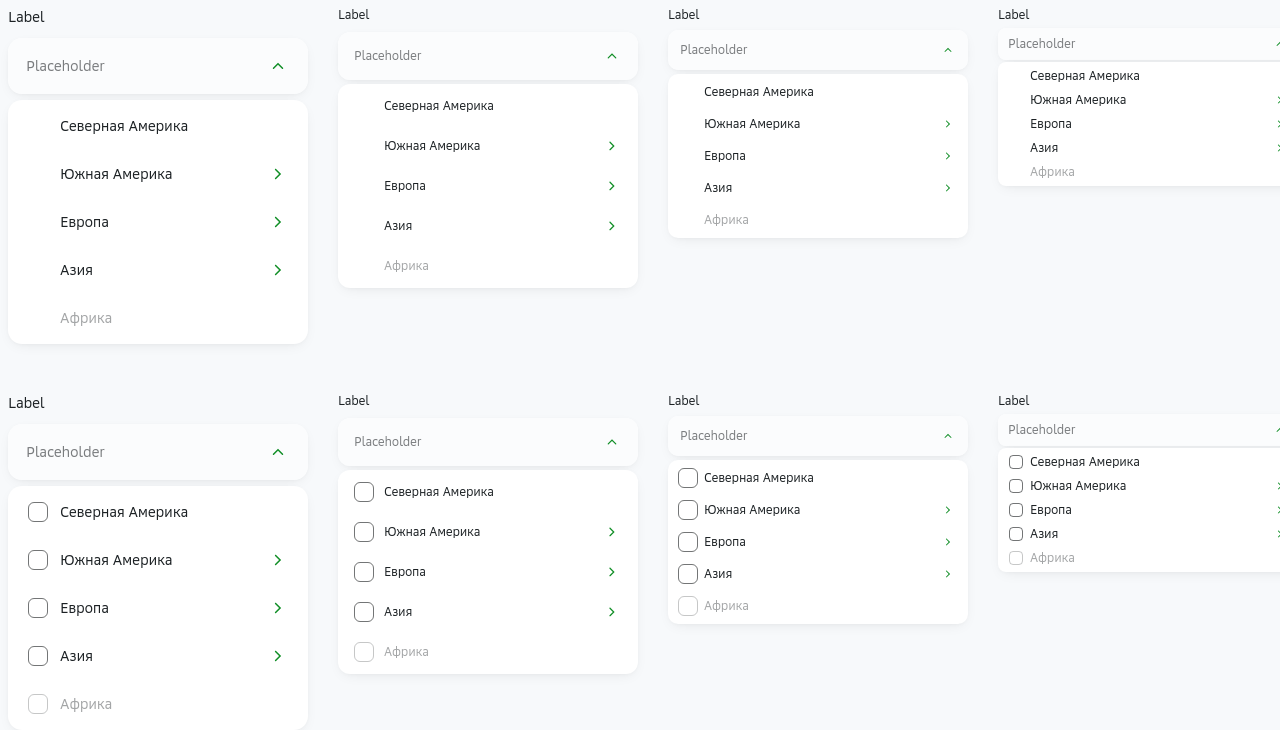 Label
Placeholder
Северная Америка
Южная Америка
Европа
Азия
Африка
Label
Placeholder
Северная Америка
Южная Америка
Европа
Азия
Африка
Label
Placeholder
Северная Америка
Южная Америка
Европа
Азия
Африка
Label
Placeholder
Северная Америка
Южная Америка
Европа
Азия
Африка
Label
Placeholder
Северная Америка
Южная Америка
Европа
Азия
Африка
Label
Placeholder
Северная Америка
Южная Америка
Европа
Азия
Африка
Label
Placeholder
Северная Америка
Южная Америка
Европа
Азия
Африка
Label
Placeholder
Северная Америка
Южная Америка
Европа
Азия
Африка